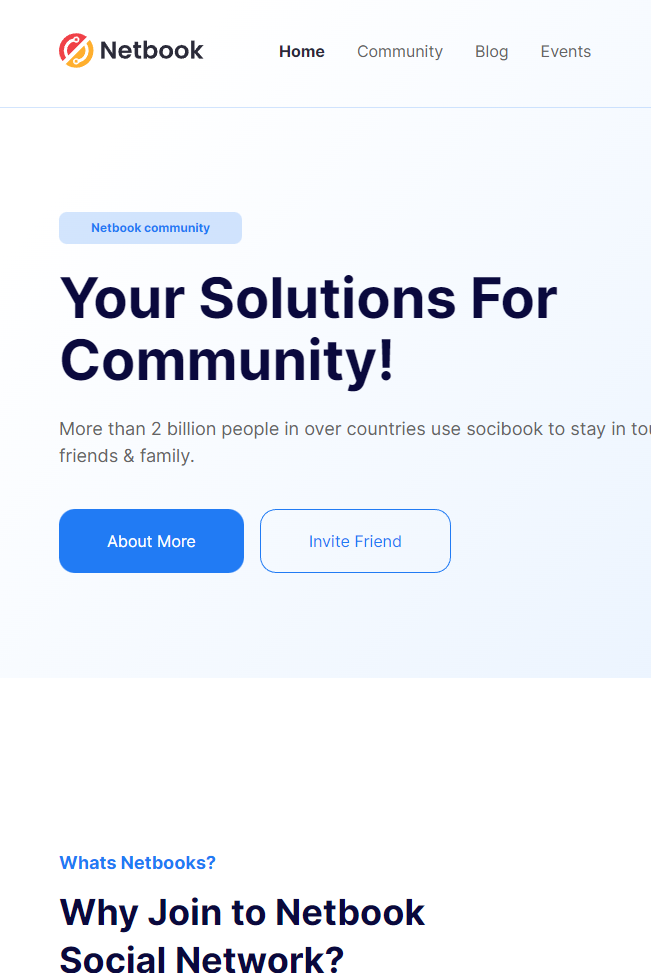 Netbook
Home Community Blog Events
Netbook community
Your Solutions For
Community!
More than 2 billion people in over countries use socibook to stay in
friends & family.
About More Invite Friend
Whats Netbooks?
Why Join to Netbook
Social Network?